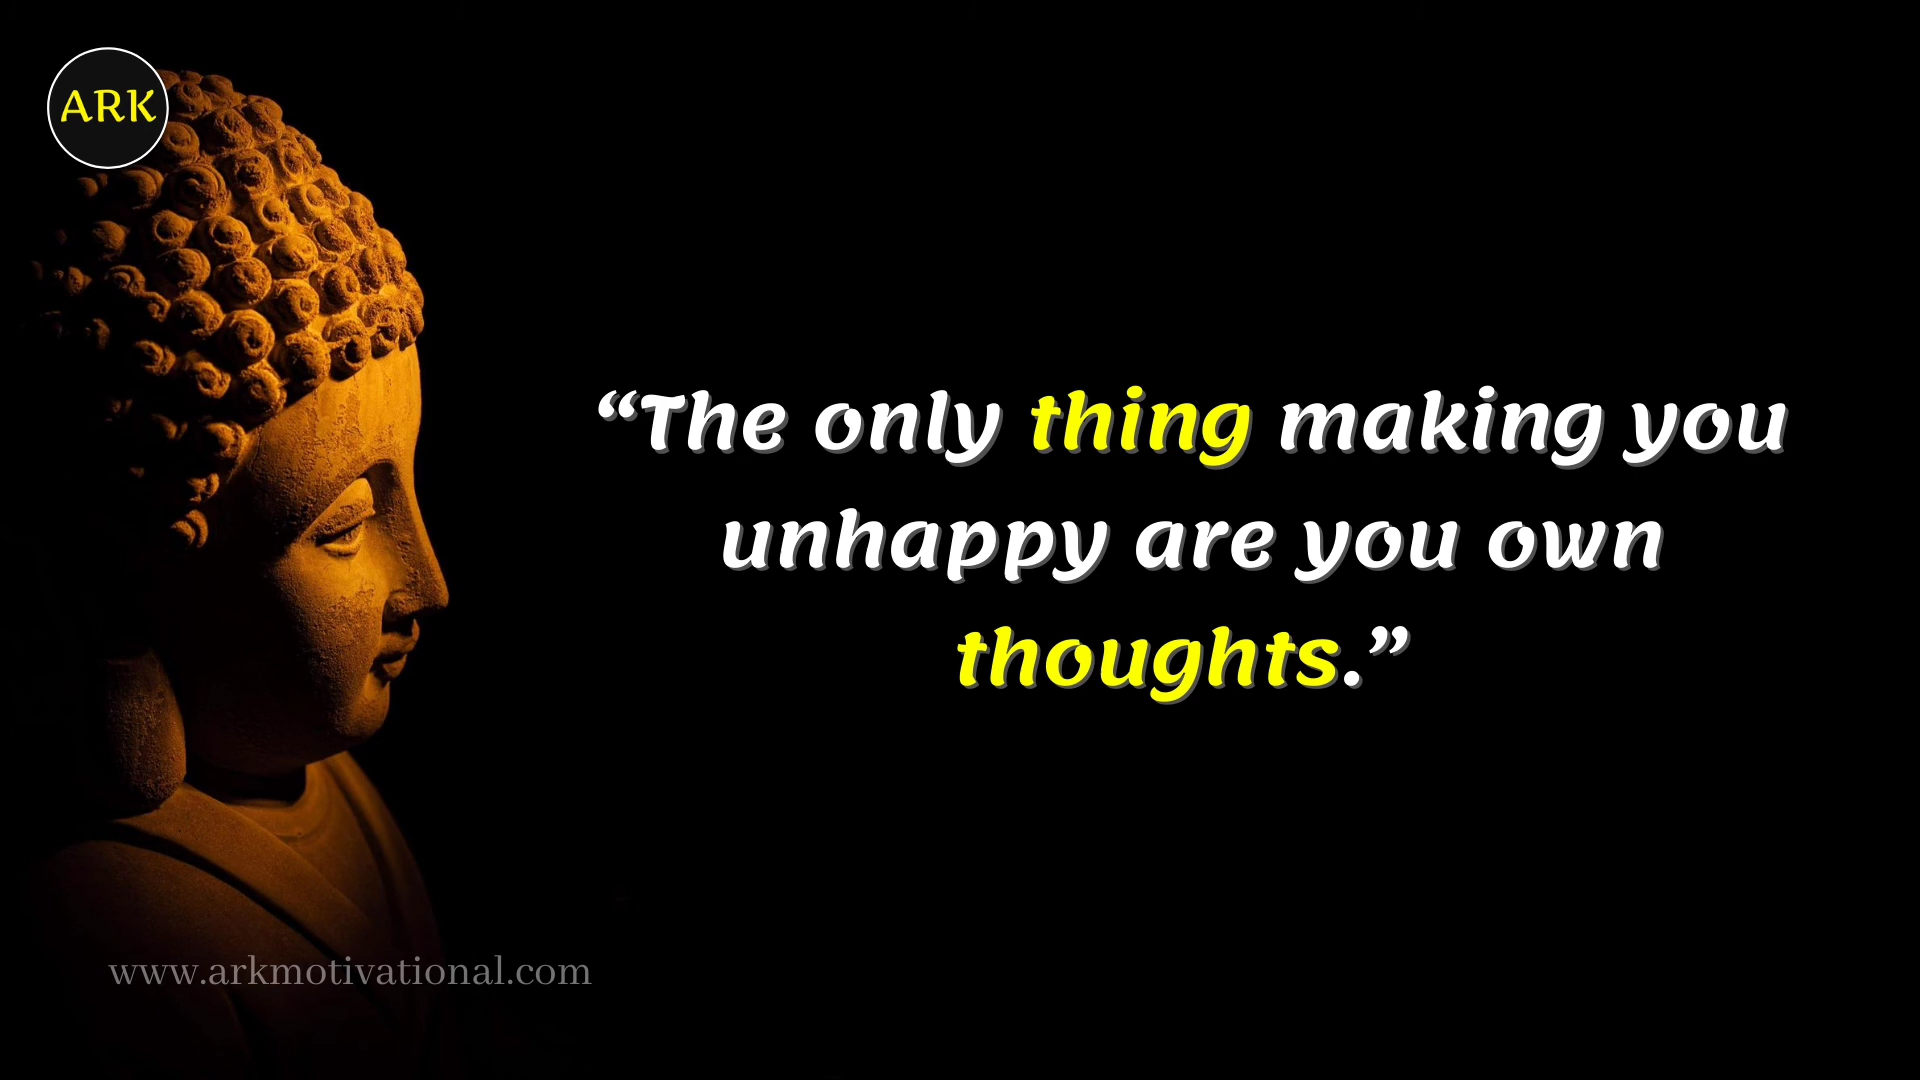 ARK
“The only thing making you
unhappy are you own
thoughts.”
www.arkmotivational.com